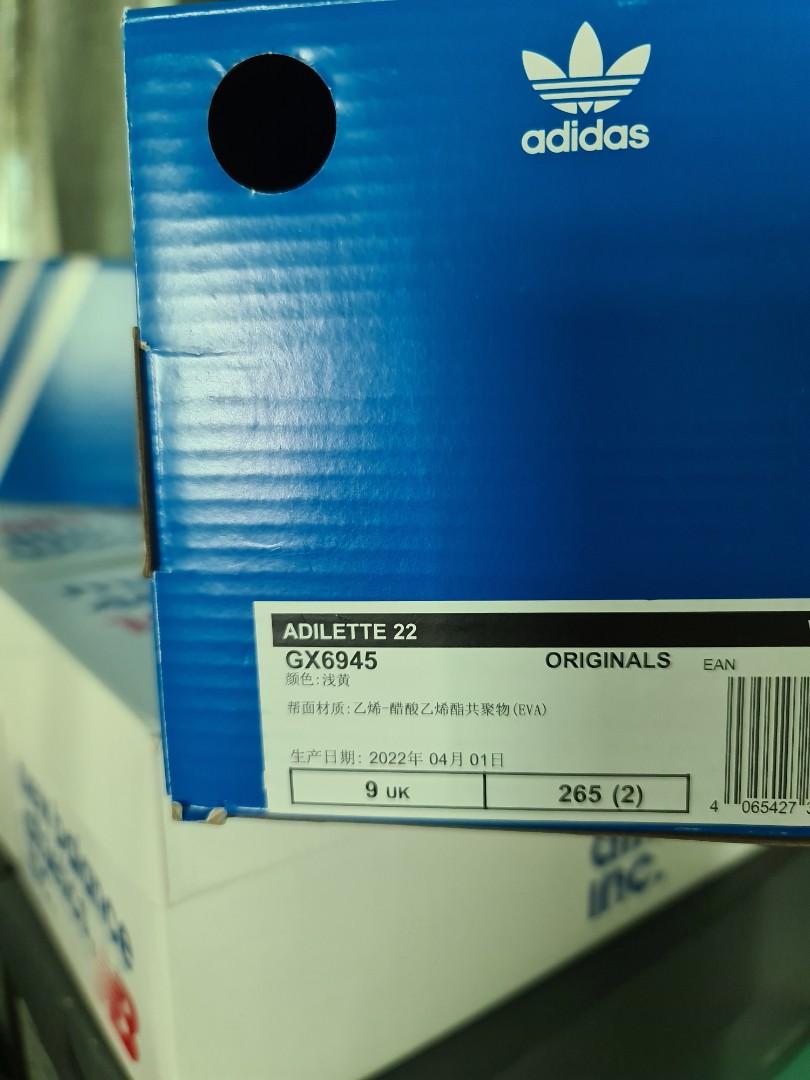 adidas
ADILETTE 22
GX6945
ORIGINALS
EAN
颜色:浅黄
帮面材质:乙烯-醋酸乙烯酯共聚物(EVA)
生产日期: 2022年 04月 01日
9 UK
265 (2)
4 065427
balance
inc.